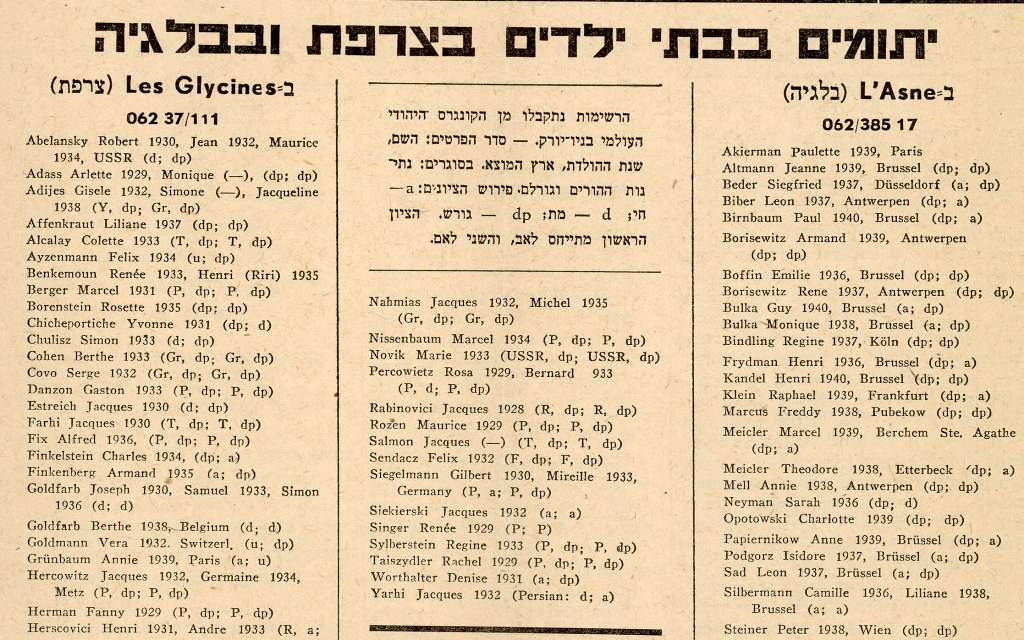 יתומים בבתי ילדים בצרפת ובבלגיה
ב-Les Glycines (צרפת)
062 37/111
Abelansky Robert 1930, Jean 1932, Maurice
1934, USSR (d; dp)
Adass Arlette 1929, Monique (—), (dp; dp)
Adijes Gisele 1932, Simone (—), Jacqueline
1938 (Y, dp; Gr, dp)
Affenkraut Liliane 1937 (dp; dp)
Alcalay Colette 1933 (T, dp; T, dp)
Ayzenmann Felix 1934 (u; dp)
Benkemoun Renée 1933, Henri (Riri) 1935
Berger Marcel 1931 (P, dp; P, dp)
Borenstein Rosette 1935 (dp; dp)
Chicheportiche Yvonne 1931 (dp; d)
Chulisz Simon 1933 (d; dp)
Cohen Berthe 1933 (Gr, dp; Gr, dp)
Covo Serge 1932 (Gr, dp; Gr, dp)
Danzon Gaston 1933 (P, dp; P, dp)
Estreich Jacques 1930 (d; dp)
Farhi Jacques 1930 (T, dp; T, dp)
Fix Alfred 1936, (P, dp; P, dp)
Finkelstein Charles 1934, (dp; a)
Finkenberg Armand 1935 (a; dp)
Goldfarb Joseph 1930, Samuel 1933, Simon
1936 (d; d)
Goldfarb Berthe 1938, Belgium (d; d)
Goldmann Vera 1932. Switzerl. (u; dp)
Grünbaum Annie 1939, Paris (a; u)
Hercowitz Jacques 1932, Germaine 1934,
Metz (P, dp; P, dp)
Herman Fanny 1929 (P, dp; P, dp)
Herscovici Henri 1931, Andre 1933 (R, a;
הרשימות נתקבלו מן הקונגרס היהודי
העולמי בניו-יורק. — סדר הפרטים: השם,
שנת ההולדת, ארץ המוצא. בסוגרים: נתי-
נות ההורים וגורלם. פירוש הציונים: a —
חי; d — מת; dp — גורש. הציון
הראשון מתייחס לאב, והשני לאם.
Nahmias Jacques 1932, Michel 1935
(Gr, dp; Gr, dp)
Nissenbaum Marcel 1934 (P, dp; P, dp)
Novik Marie 1933 (USSR, dp; USSR, dp)
Percowietz Rosa 1929, Bernard 933
(P, d; P, dp)
Rabinovici Jacques 1928 (R, dp; R, dp)
Rozen Maurice 1929 (P, dp; P, dp)
Salmon Jacques (—) (T, dp; T, dp)
Sendacz Felix 1932 (F, dp; F, dp)
Siegelmann Gilbert 1930, Mireille 1933,
Germany (P, a; P, dp)
Siekierski Jacques 1932 (a; a)
Singer Renée 1929 (P; P)
Sylberstein Regine 1933 (P, dp; P, dp)
Taiszydler Rachel 1929 (P, dp; P, dp)
Worthalter Denise 1931 (a; dp)
Yarhi Jacques 1932 (Persian: d; a)
ב-L'Asne (בלגיה)
062/385 17
Akierman Paulette 1939, Paris
Altmann Jeanne 1939, Brussel (dp; dp)
Beder Siegfried 1937, Düsseldorf (a; dp)
Biber Leon 1937, Antwerpen (dp; a)
Birnbaum Paul 1940, Brussel (dp; a)
Borisewitz Armand 1939, Antwerpen
(dp; dp)
Boffin Emilie 1936, Brussel (dp; dp)
Borisewitz Rene 1937, Antwerpen (dp; dp)
Bulka Guy 1940, Brussel (a; dp)
Bulka Monique 1938, Brussel (a; dp)
Bindling Regine 1937, Köln (dp; dp)
Frydman Henri 1936, Brussel (dp; a)
Kandel Henri 1940, Brussel (dp; dp)
Klein Raphael 1939, Frankfurt (dp; a)
Marcus Freddy 1938, Pubekow (dp; dp)
Meicler Marcel 1939, Berchem Ste. Agathe
(dp; a)
Meicler Theodore 1938, Etterbeck (dp; a)
Mell Annie 1938, Antwerpen (dp; dp)
Neyman Sarah 1936 (dp; d)
Opotowski Charlotte 1939 (dp; dp)
Papiernikow Anne 1939, Brüssel (dp; a)
Podgorz Isidore 1937, Brüssel (a; dp)
Sad Leon 1937, Brüssel (a; dp)
Silbermann Camille 1936, Liliane 1938,
Brussel (a; a)
Steiner Peter 1938, Wien (dp; dp)